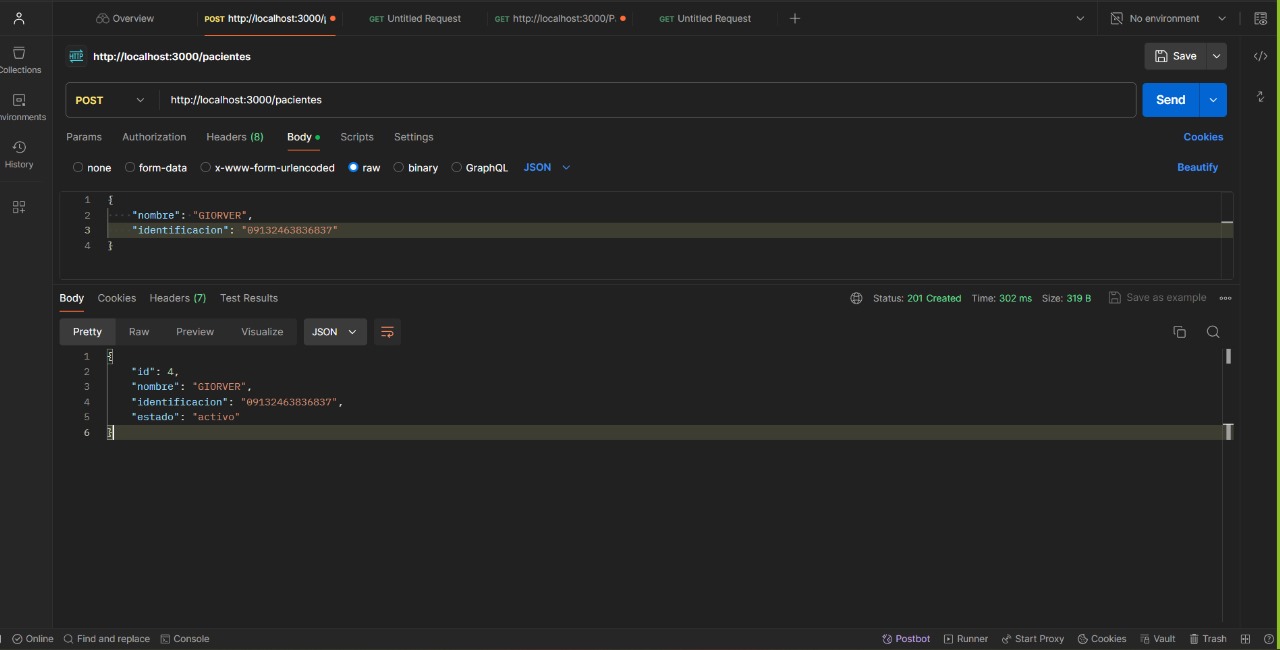 Overview
POST http://localhost:3000/
GET Untitled Request
GET http://localhost:3000/P.
GET Untitled Request
No environment
HTTP http://localhost:3000/pacientes
Save
Collections
POST
http://localhost:3000/pacientes
Send
nvironments
Params Authorization Headers (8) Body Scripts Settings
Cookies
History
none form-data x-www-form-urlencoded raw binary GraphQL JSON
Beautify
1 {
2 "nombre": "GIORVER",
3 "identificacion": "09132463836837"
4 }
Body Cookies Headers (7) Test Results
Status: 201 Created Time: 302 ms Size: 319 B Save as example
Pretty Raw Preview Visualize JSON
1 {
2 "id": 4,
3 "nombre": "GIORVER",
4 "identificacion": "09132463836837",
5 "estado": "activo"
6 }
Online Find and replace Console
Postbot Runner Start Proxy Cookies Vault Trash